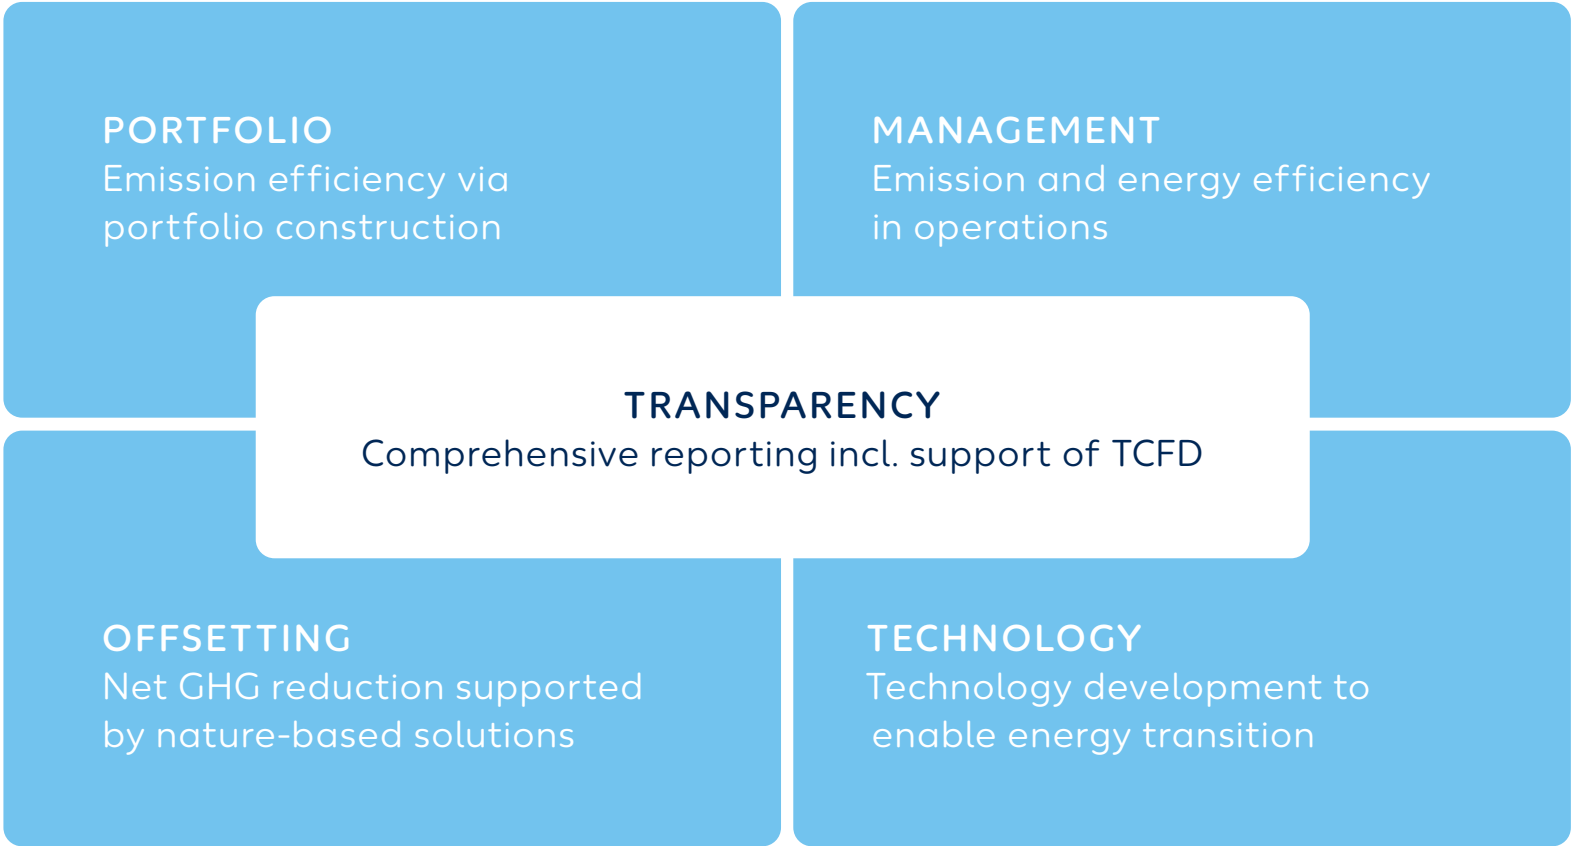 PORTFOLIO
Emission efficiency via
portfolio construction
MANAGEMENT
Emission and energy efficiency
in operations
TRANSPARENCY
Comprehensive reporting incl. support of TCFD
OFFSETTING
Net GHG reduction supported
by nature-based solutions
TECHNOLOGY
Technology development to
enable energy transition